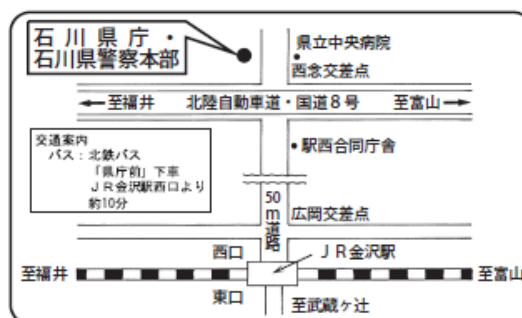 石川県庁・
石川県警察本部
県立中央病院
西念交差点
至福井
北陸自動車道・国道8号
至富山
交通案内
バス：北鉄バス
「県庁前」下車
ＪＲ金沢駅西口より
約10分
駅西合同庁舎
50m道路
広岡交差点
西口
ＪＲ金沢駅
至福井
至富山
東口
至武蔵ヶ辻